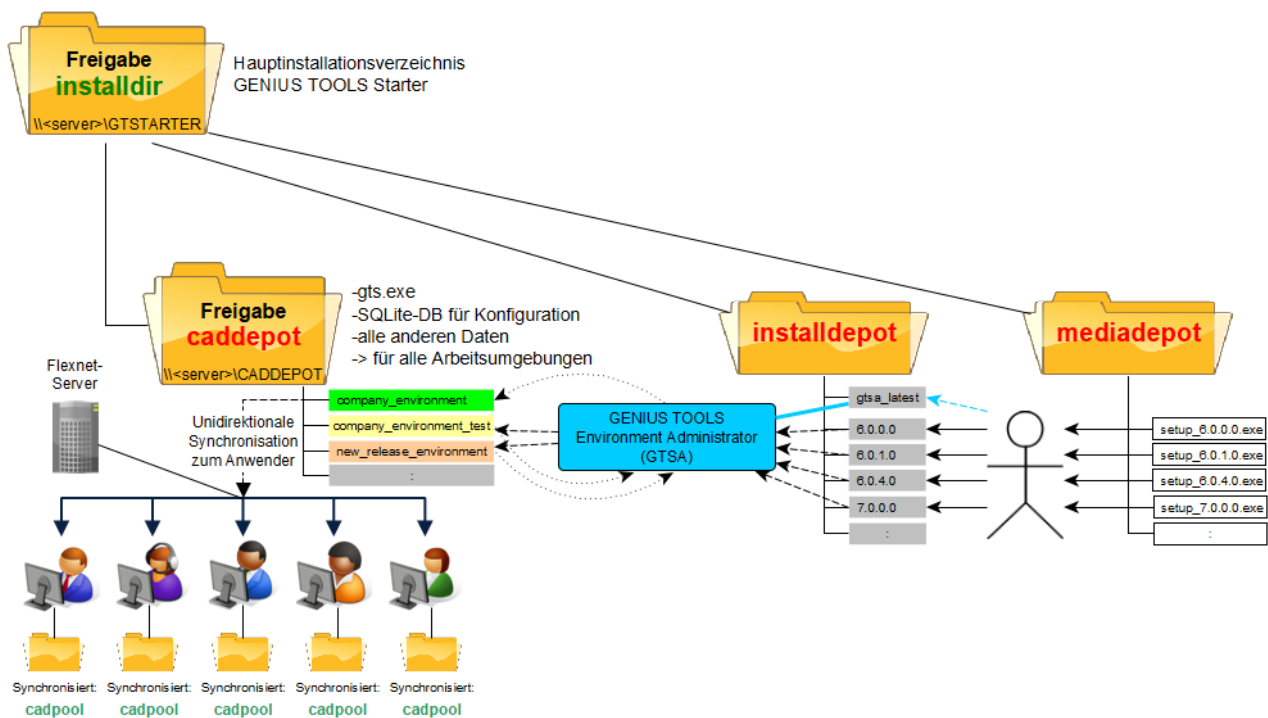 Freigabe
installdir
\\<server>\GTSTARTER
Hauptinstallationsverzeichnis
GENIUS TOOLS Starter
Freigabe
caddepot
\\<server>\CADDEPOT
-gts.exe
-SQLite-DB für Konfiguration
-alle anderen Daten
-> für alle Arbeitsumgebungen
installdepot
mediadepot
Flexnet-
Server
Unidirektionale
Synchronisation
zum Anwender
company_environment
company_environment_test
new_release_environment
:
GENIUS TOOLS
Environment Administrator
(GTSA)
gtsa_latest
6.0.0.0
6.0.1.0
6.0.4.0
7.0.0.0
:
setup_6.0.0.0.exe
setup_6.0.1.0.exe
setup_6.0.4.0.exe
setup_7.0.0.0.exe
:
Synchronisiert:
cadpool
Synchronisiert:
cadpool
Synchronisiert:
cadpool
Synchronisiert:
cadpool
Synchronisiert:
cadpool